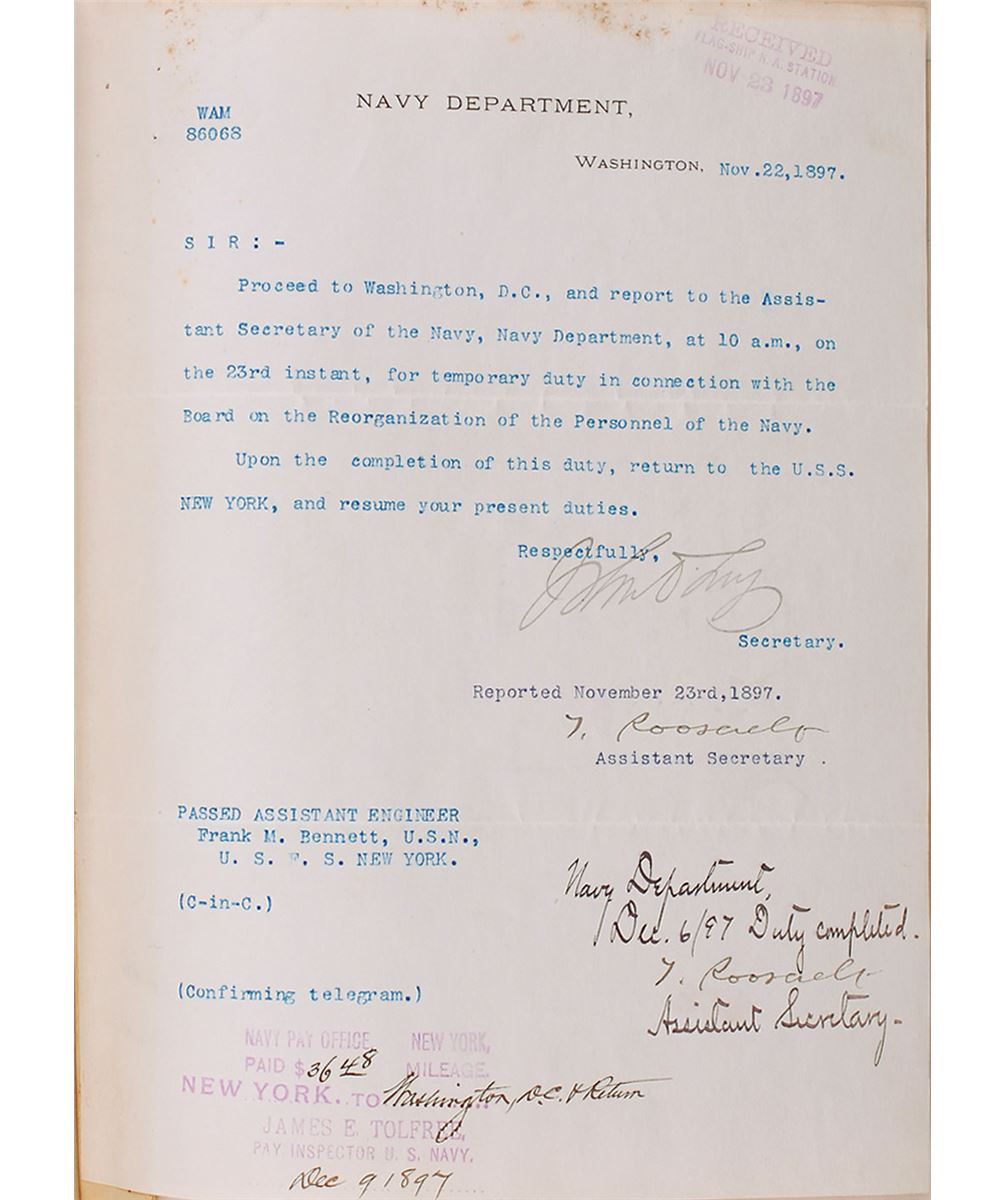 RECEIVED
FLAG-SHIP N. A. STATION
NOV 23 1897
NAVY DEPARTMENT,
WAM
86068
WASHINGTON, Nov.22,1897.
S I R : -
Proceed to Washington, D.C., and report to the Assis-
tant Secretary of the Navy, Navy Department, at 10 a.m., on
the 23rd instant, for temporary duty in connection with the
Board on the Reorganization of the Personnel of the Navy.
Upon the completion of this duty, return to the U.S.S.
NEW YORK, and resume your present duties.
Respectfully,
John D. Long
Secretary.
Reported November 23rd,1897.
T. Roosevelt
Assistant Secretary .
PASSED ASSISTANT ENGINEER
Frank M. Bennett, U.S.N.,
U. S. F. S. NEW YORK.
(C-in-C.)
Navy Department,
Dec. 6/97 Duty completed.
T. Roosevelt
Assistant Secretary-
(Confirming telegram.)
NAVY PAY OFFICE, NEW YORK,
PAID $36 48 MILEAGE.
NEW YORK. TO Washington, D.C. & Return
JAMES E. TOLFREE,
PAY INSPECTOR U. S. NAVY.
Dec 9 1897